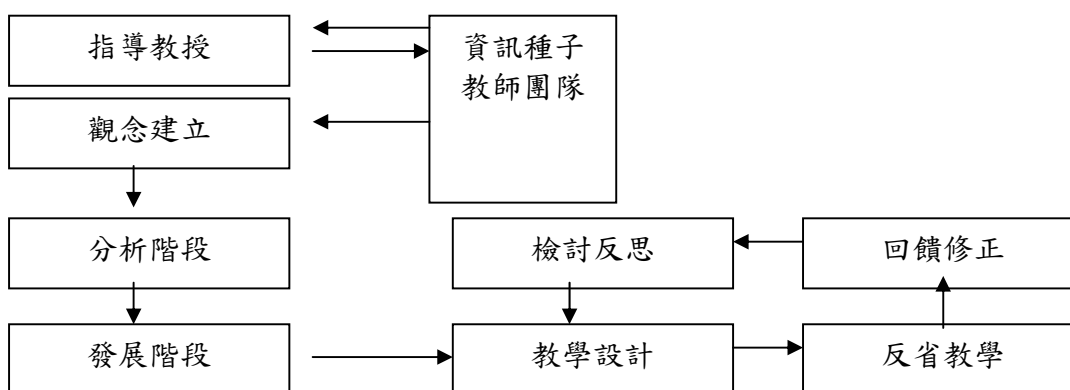 指導教授
資訊種子
教師團隊
觀念建立
分析階段
檢討反思
回饋修正
發展階段
教學設計
反省教學